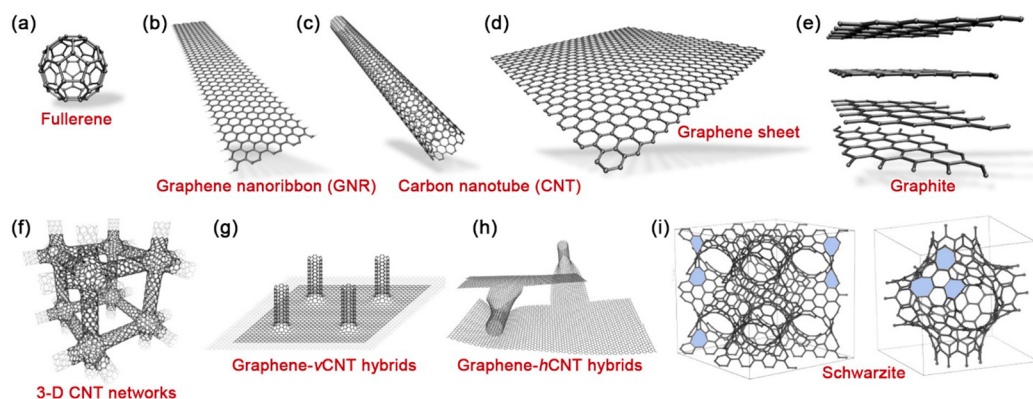 (a)
Fullerene
(b)
Graphene nanoribbon (GNR)
(c)
Carbon nanotube (CNT)
(d)
Graphene sheet
(e)
Graphite
(f)
3-D CNT networks
(g)
Graphene-vCNT hybrids
(h)
Graphene-hCNT hybrids
(i)
Schwarzite